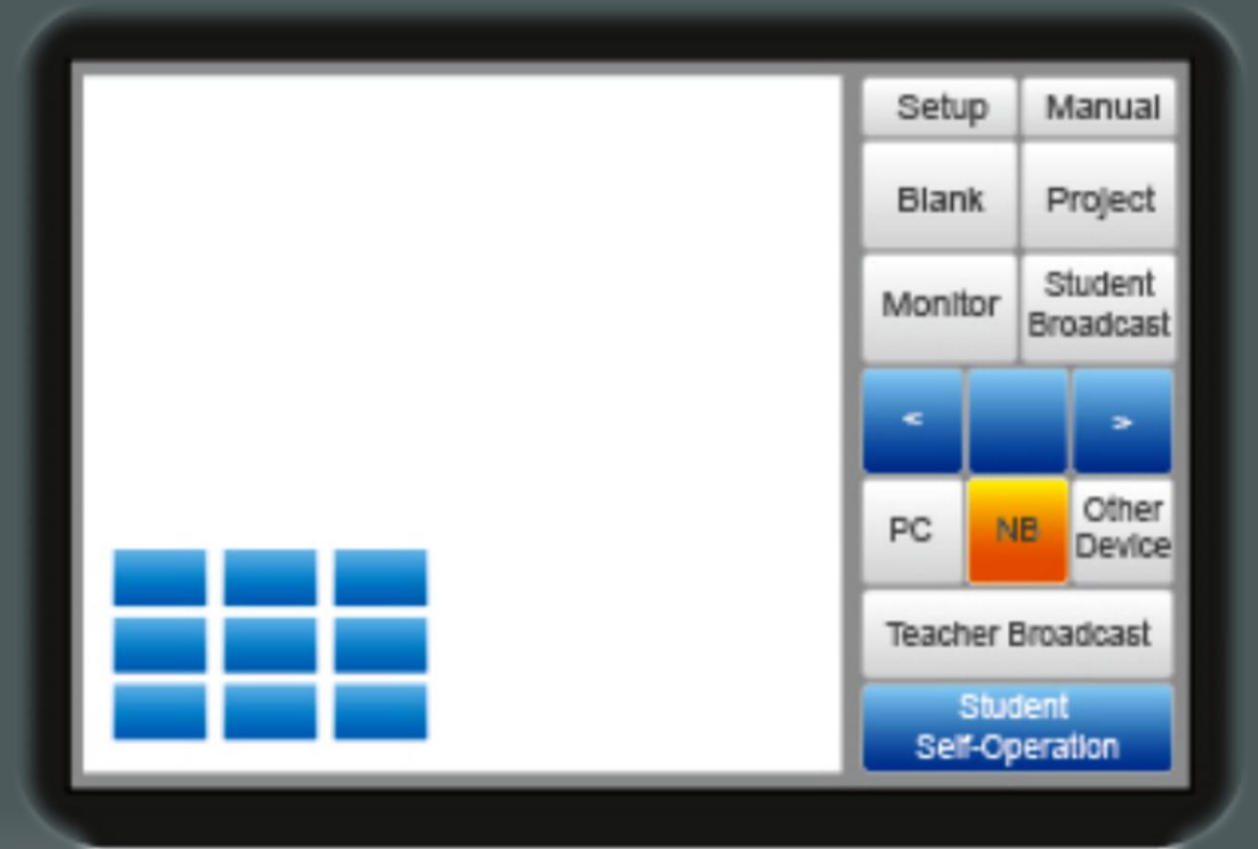 Setup
Manual
Blank
Project
Monitor
Student
Broadcast
<
>
PC
NB
Other
Device
Teacher Broadcast
Student
Self-Operation